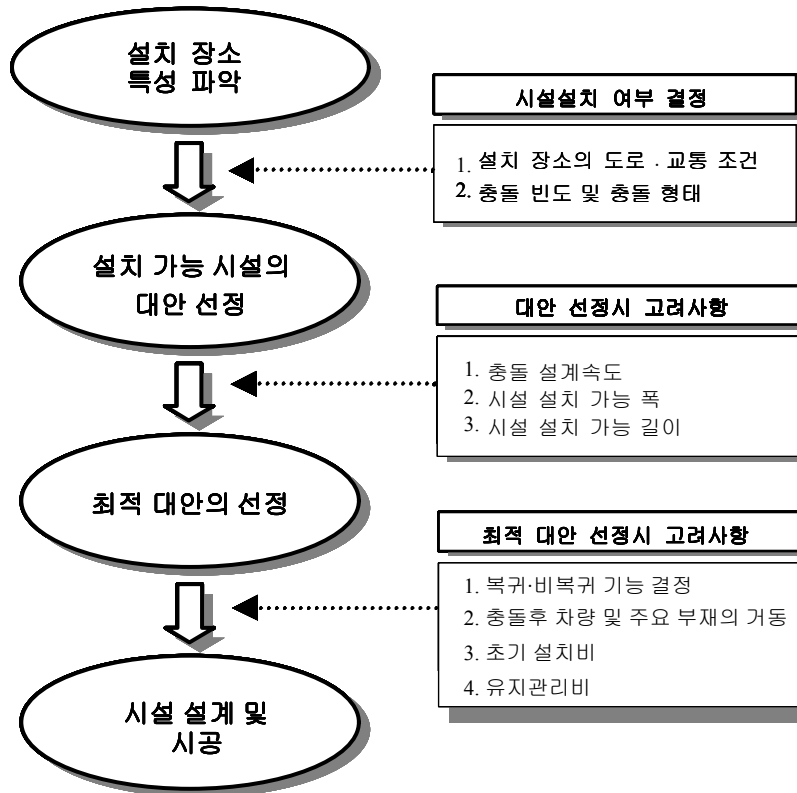 설치 장소
특성 파악
시설설치 여부 결정
1. 설치 장소의 도로 · 교통 조건
2. 충돌 빈도 및 충돌 형태
설치 가능 시설의
대안 선정
대안 선정시 고려사항
1. 충돌 설계속도
2. 시설 설치 가능 폭
3. 시설 설치 가능 길이
최적 대안의 선정
최적 대안 선정시 고려사항
1. 복귀·비복귀 기능 결정
2. 충돌후 차량 및 주요 부재의 거동
3. 초기 설치비
4. 유지관리비
시설 설계 및
시공